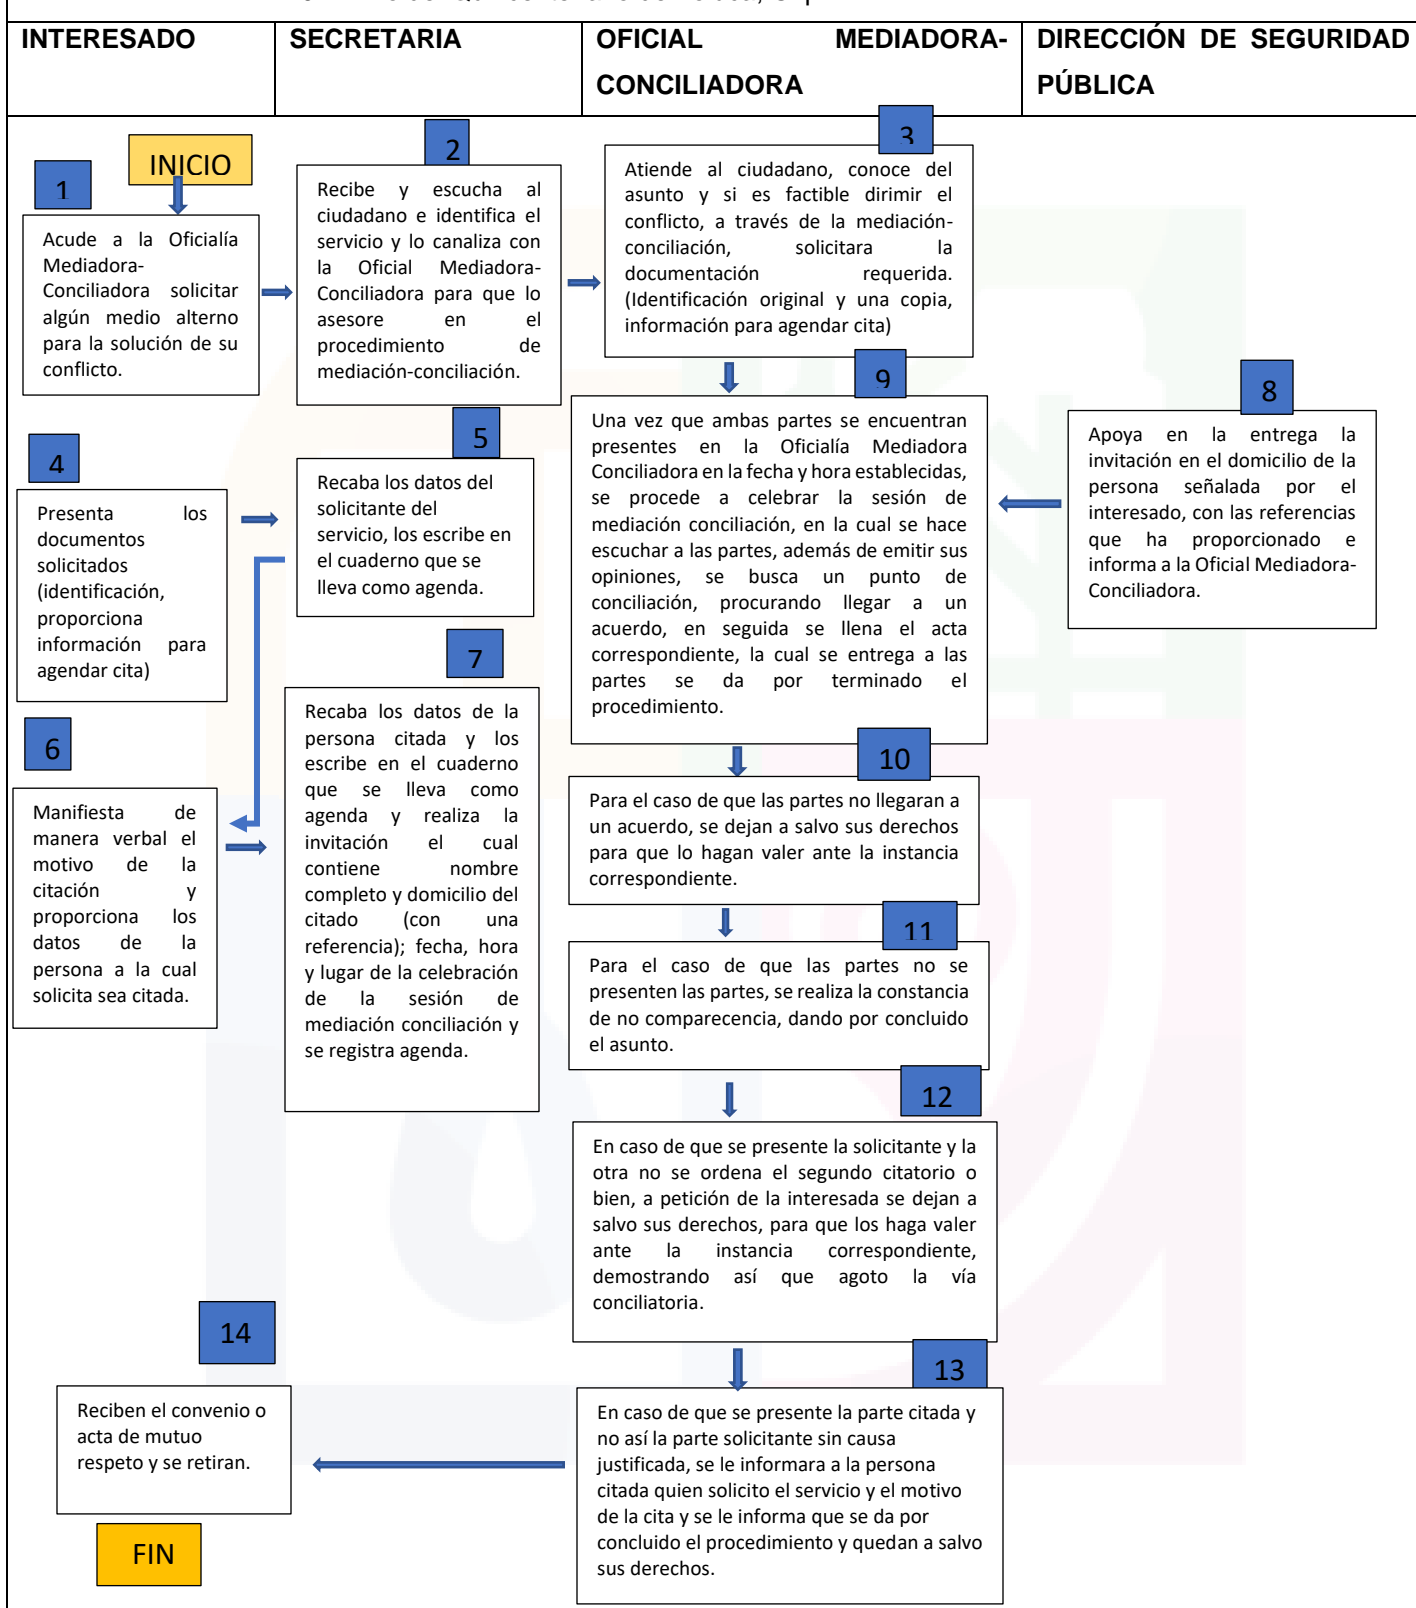 INTERESADO
SECRETARIA
OFICIAL MEDIADORA-
CONCILIADORA
DIRECCIÓN DE SEGURIDAD
PÚBLICA
INICIO
1
Acude a la Oficialía
Mediadora-
Conciliadora solicitar
algún medio alterno
para la solución de su
conflicto.
2
Recibe y escucha al
ciudadano e identifica el
servicio y lo canaliza con
la Oficial Mediadora-
Conciliadora para que lo
asesore en el
procedimiento de
mediación-conciliación.
3
Atiende al ciudadano, conoce del
asunto y si es factible dirimir el
conflicto, a través de la mediación-
conciliación, solicitara la
documentación requerida.
(Identificación original y una copia,
información para agendar cita)
4
Presenta los
documentos
solicitados
(identificación,
proporciona
información para
agendar cita)
5
Recaba los datos del
solicitante del
servicio, los escribe en
el cuaderno que se
lleva como agenda.
6
Manifiesta de
manera verbal el
motivo de la
citación y
proporciona los
datos de la
persona a la cual
solicita sea citada.
7
Recaba los datos de la
persona citada y los
escribe en el cuaderno
que se lleva como
agenda y realiza la
invitación el cual
contiene nombre
completo y domicilio del
citado (con una
referencia); fecha, hora
y lugar de la celebración
de la sesión de
mediación conciliación y
se registra agenda.
8
Apoya en la entrega la
invitación en el domicilio de la
persona señalada por el
interesado, con las referencias
que ha proporcionado e
informa a la Oficial Mediadora-
Conciliadora.
9
Una vez que ambas partes se encuentran
presentes en la Oficialía Mediadora
Conciliadora en la fecha y hora establecidas,
se procede a celebrar la sesión de
mediación conciliación, en la cual se hace
escuchar a las partes, además de emitir sus
opiniones, se busca un punto de
conciliación, procurando llegar a un
acuerdo, en seguida se llena el acta
correspondiente, la cual se entrega a las
partes se da por terminado el
procedimiento.
10
Para el caso de que las partes no llegaran a
un acuerdo, se dejan a salvo sus derechos
para que lo hagan valer ante la instancia
correspondiente.
11
Para el caso de que las partes no se
presenten las partes, se realiza la constancia
de no comparecencia, dando por concluido
el asunto.
12
En caso de que se presente la solicitante y la
otra no se ordena el segundo citatorio o
bien, a petición de la interesada se dejan a
salvo sus derechos, para que los haga valer
ante la instancia correspondiente,
demostrando así que agoto la vía
conciliatoria.
13
En caso de que se presente la parte citada y
no así la parte solicitante sin causa
justificada, se le informara a la persona
citada quien solicito el servicio y el motivo
de la cita y se le informa que se da por
concluido el procedimiento y quedan a salvo
sus derechos.
14
Reciben el convenio o
acta de mutuo
respeto y se retiran.
FIN